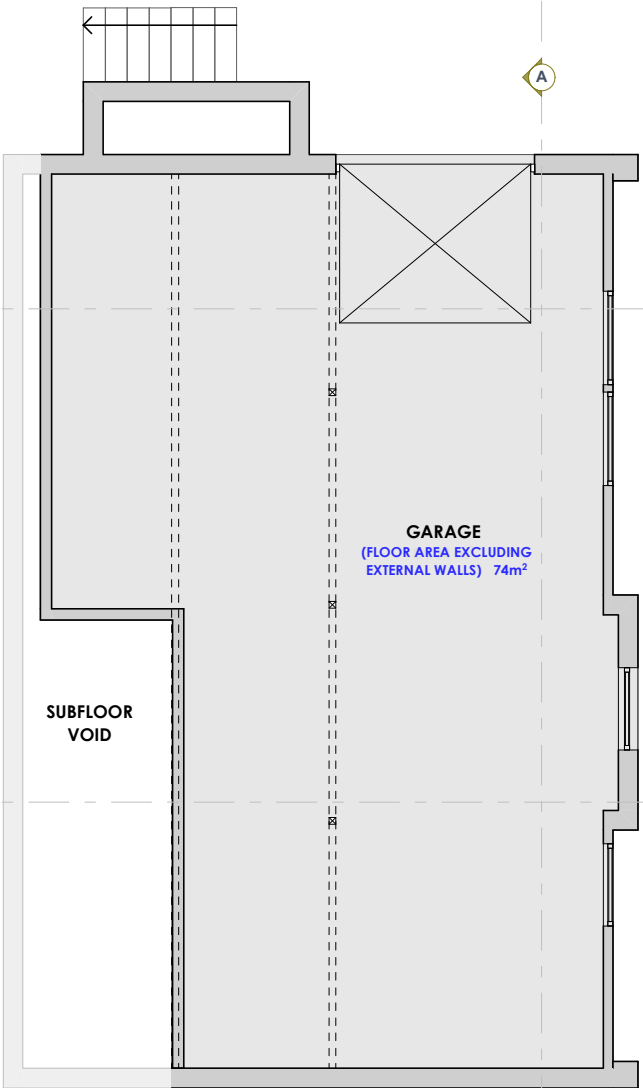 A
GARAGE
(FLOOR AREA EXCLUDING
EXTERNAL WALLS) 74m²
SUBFLOOR
VOID